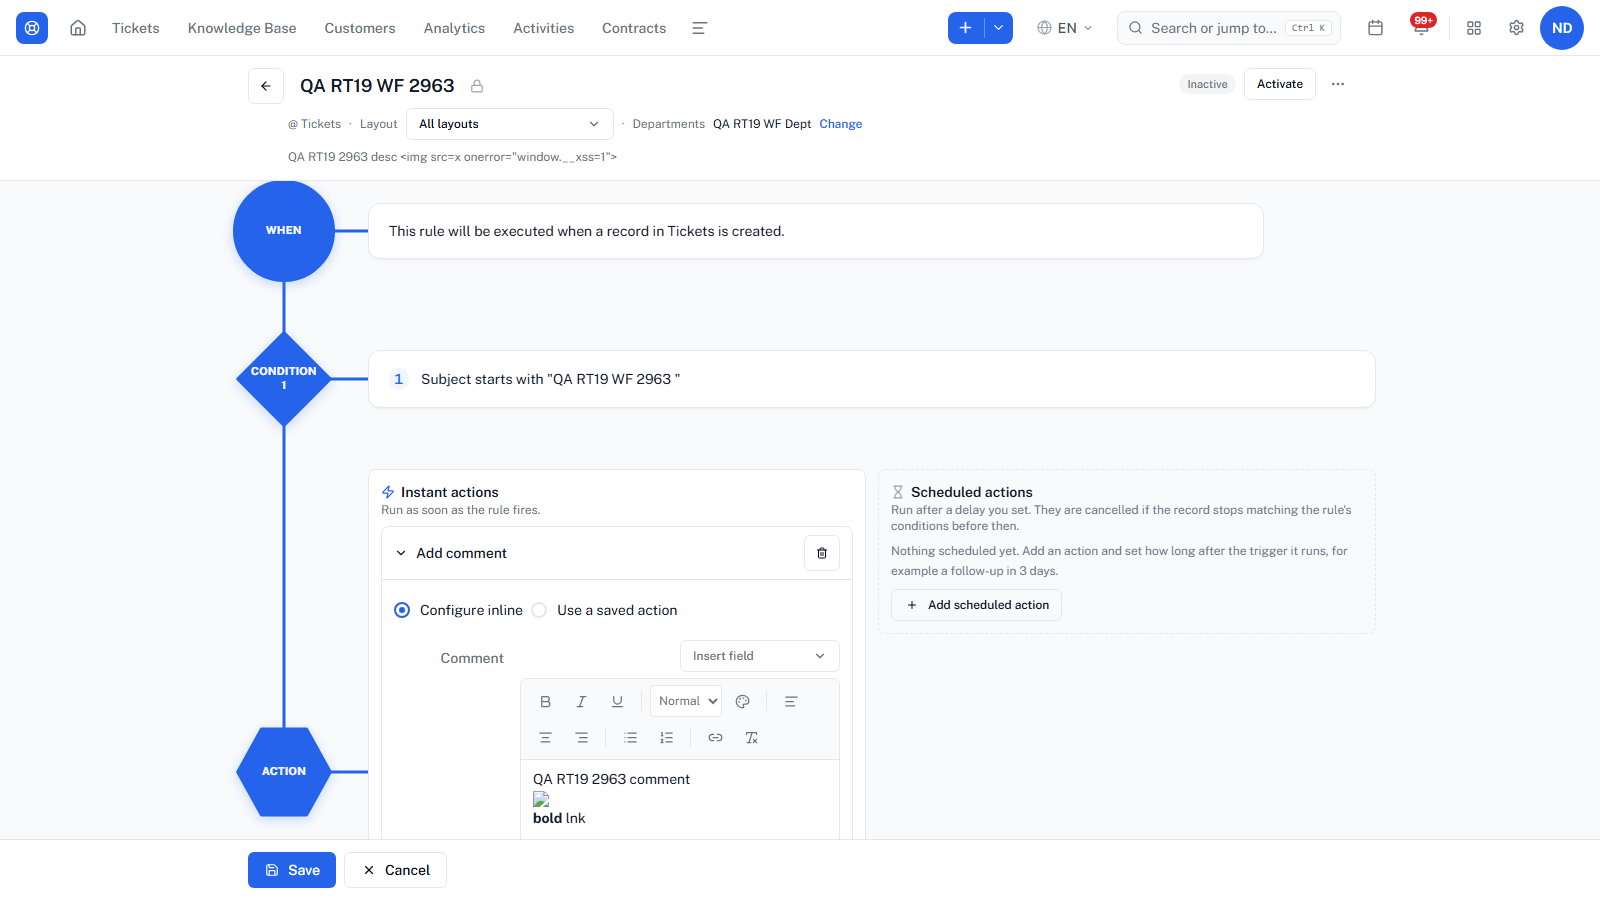 Tickets Knowledge Base Customers Analytics Activities Contracts EN Search or jump to... Ctrl K 99+ ND
QA RT19 WF 2963 Inactive Activate
@ Tickets · Layout All layouts · Departments QA RT19 WF Dept Change
QA RT19 2963 desc <img src=x onerror="window.__xss=1">
WHEN This rule will be executed when a record in Tickets is created.
CONDITION
1
1 Subject starts with "QA RT19 WF 2963 "
Instant actions
Run as soon as the rule fires.
Add comment
Configure inline Use a saved action
Comment Insert field
B I U Normal
QA RT19 2963 comment
bold lnk
Scheduled actions
Run after a delay you set. They are cancelled if the record stops matching the rule's
conditions before then.
Nothing scheduled yet. Add an action and set how long after the trigger it runs, for
example a follow-up in 3 days.
Add scheduled action
ACTION
Save Cancel